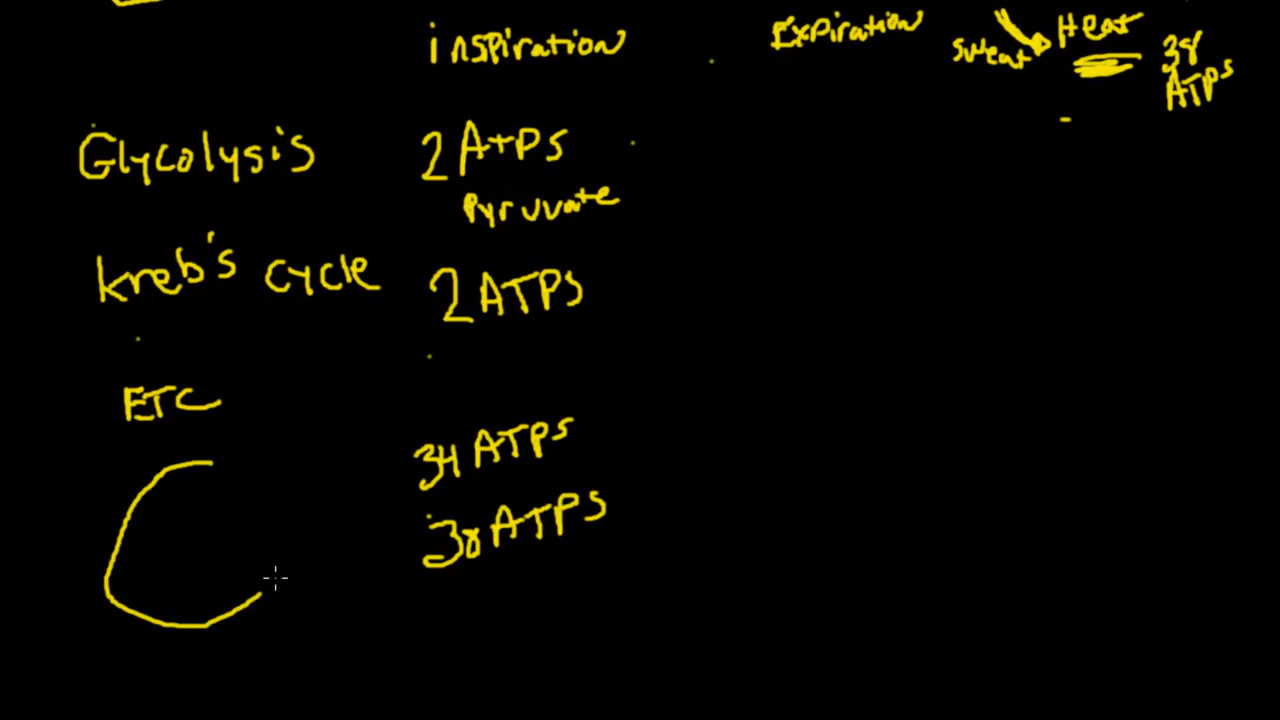 inspiration
Expiration
Sweat
Heat
38
ATPs
Glycolysis 2 ATPS
Pyruvate
kreb's cycle 2 ATPS
ETC
34 ATPS
38 ATPS